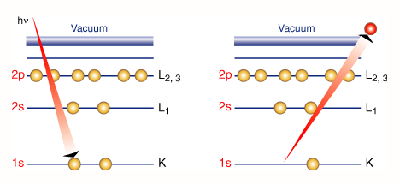 hν
Vacuum
2p L2, 3
2s L1
1s K
Vacuum
2p L2, 3
2s L1
1s K